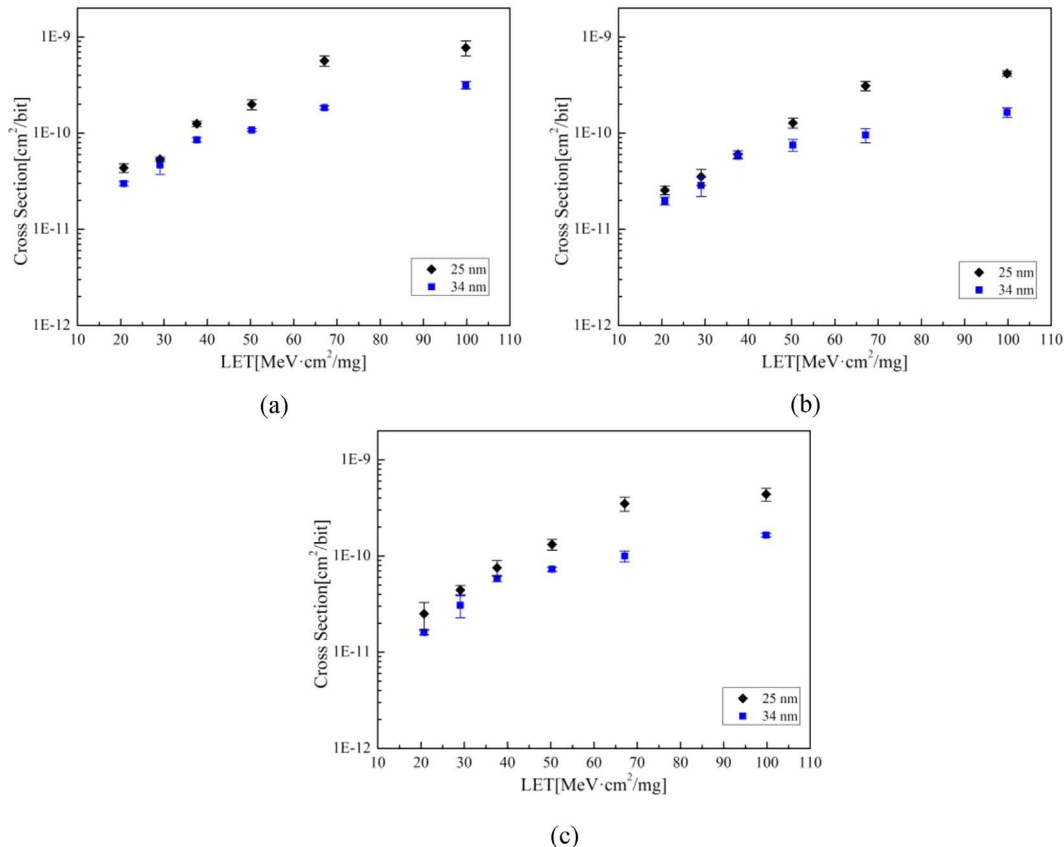 1E-9
1E-10
1E-11
1E-12
Cross Section[cm²/bit]
25 nm
34 nm
10 20 30 40 50 60 70 80 90 100 110
LET[MeV·cm²/mg]
(a)
1E-9
1E-10
1E-11
1E-12
Cross Section[cm²/bit]
25 nm
34 nm
10 20 30 40 50 60 70 80 90 100 110
LET[MeV·cm²/mg]
(b)
1E-9
1E-10
1E-11
1E-12
Cross Section[cm²/bit]
25 nm
34 nm
10 20 30 40 50 60 70 80 90 100 110
LET[MeV·cm²/mg]
(c)